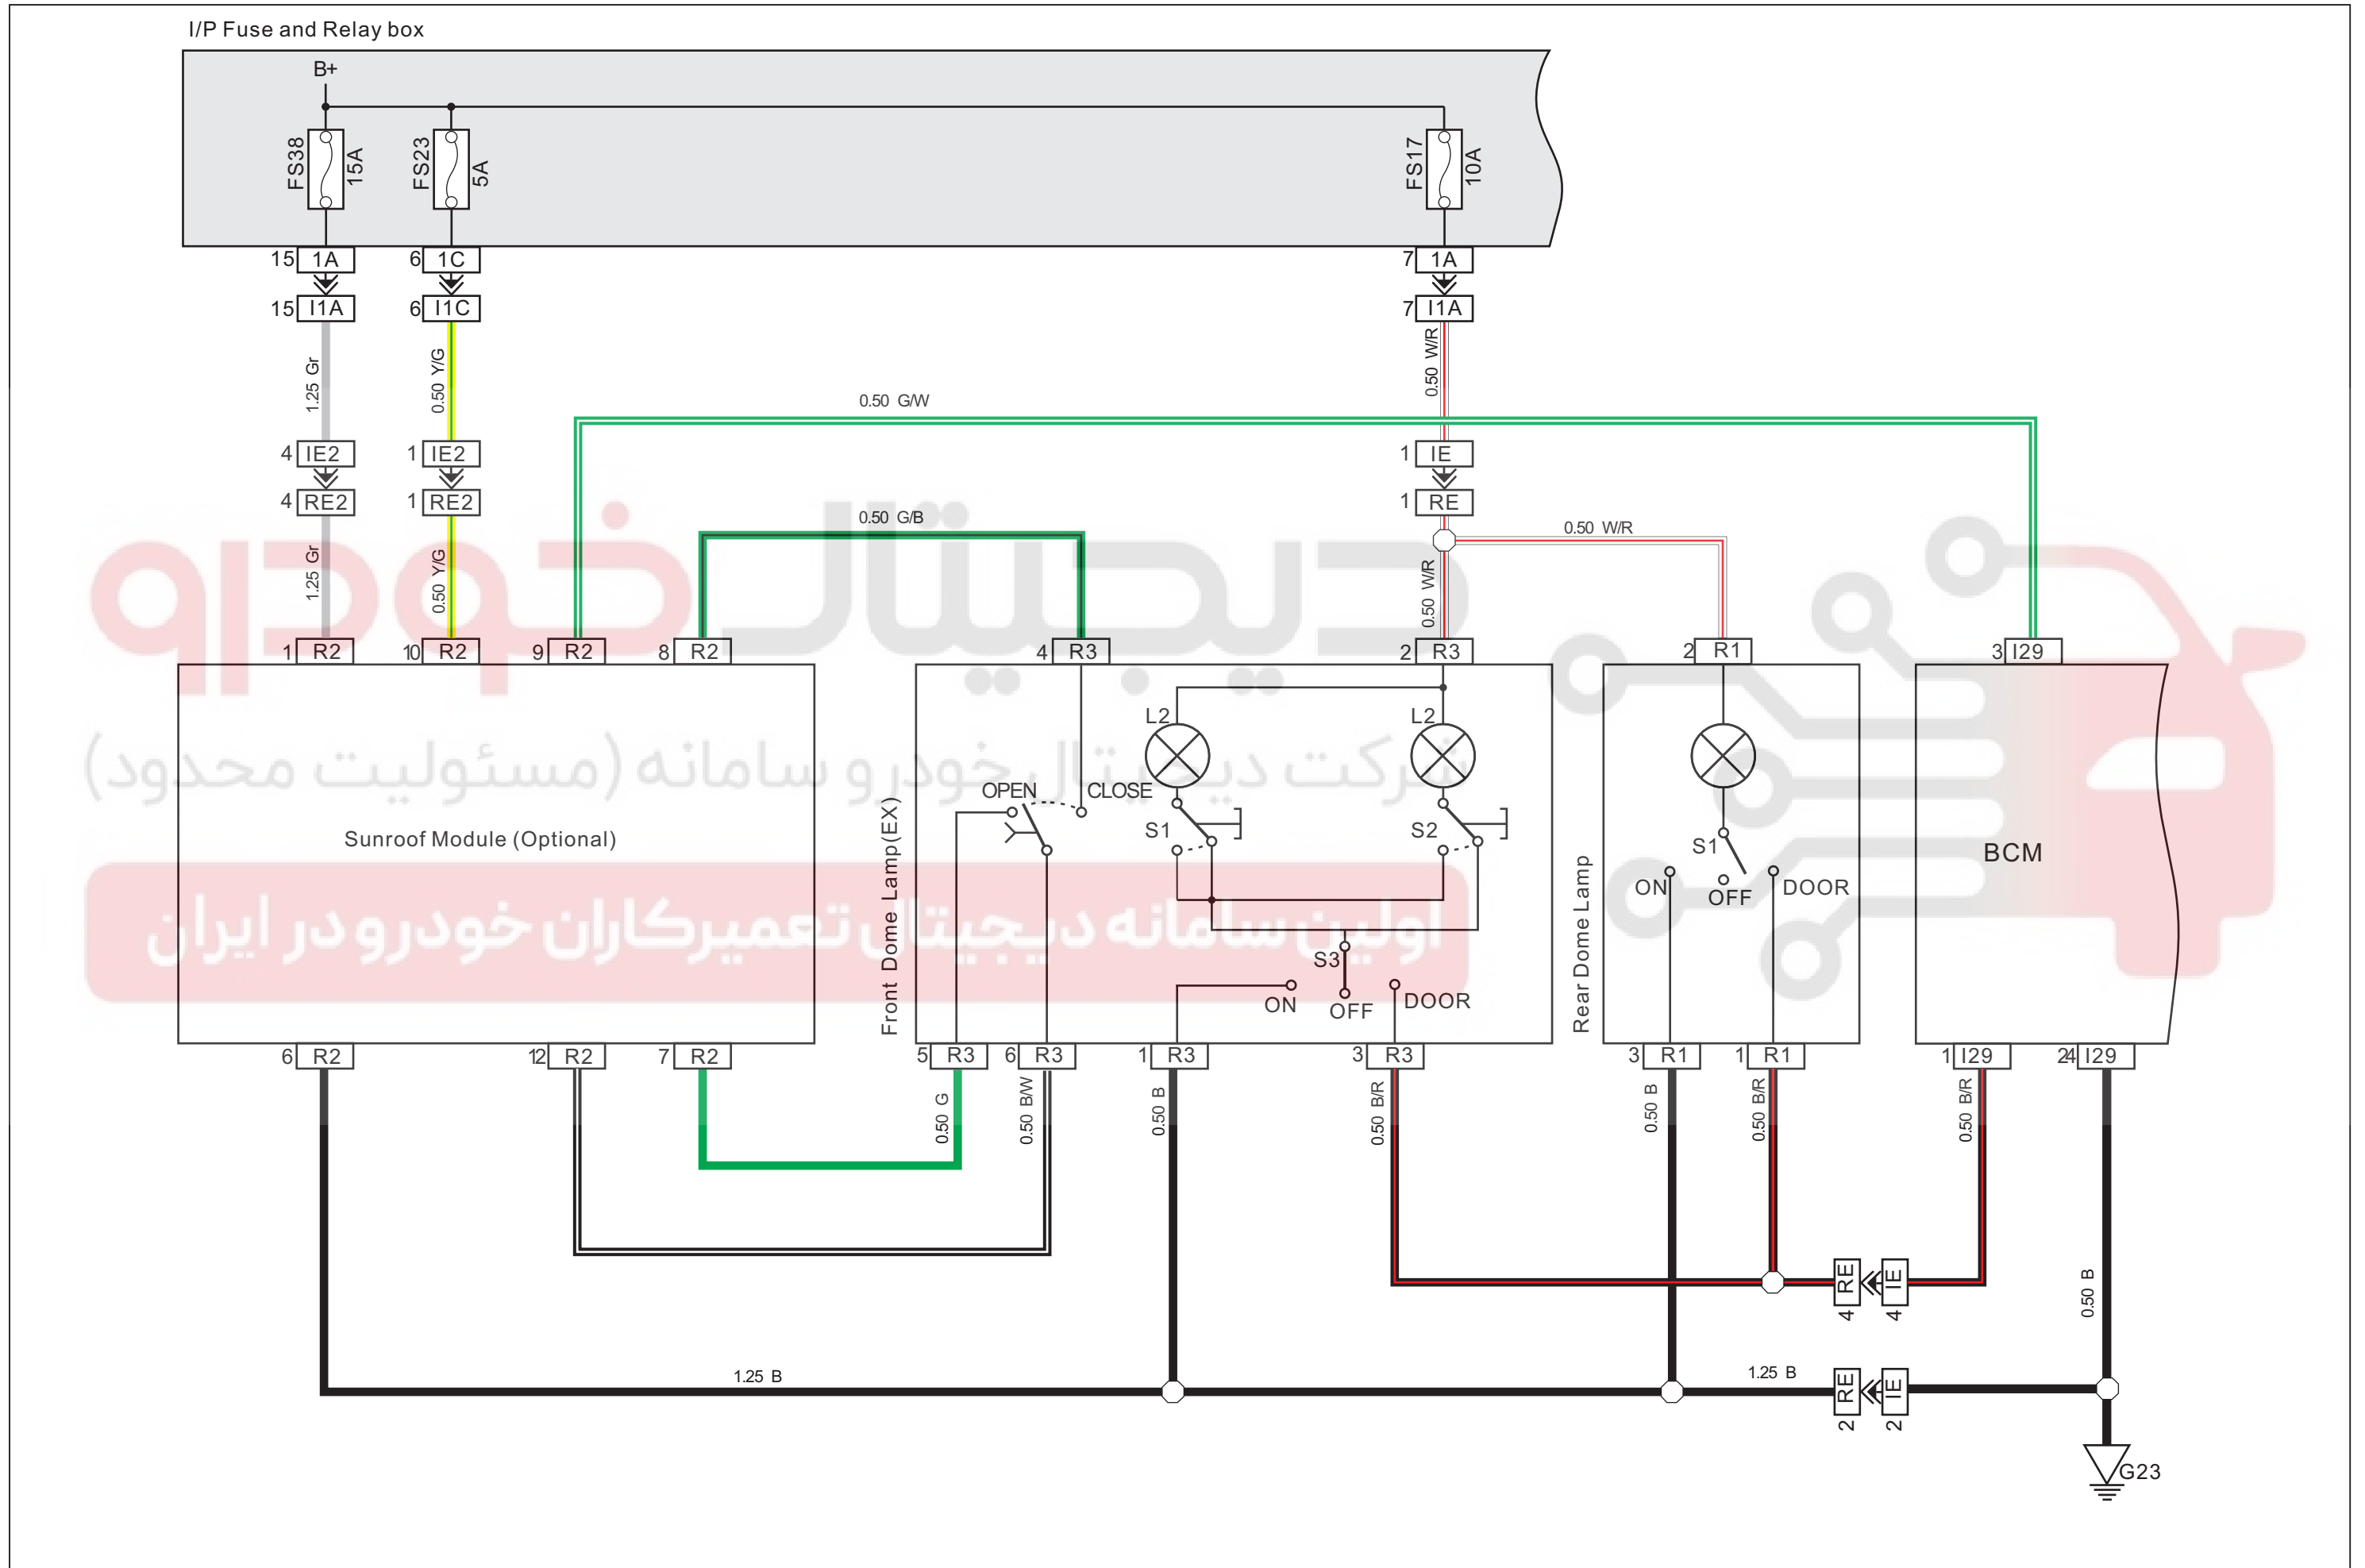 I/P Fuse and Relay box
B+
FS38 15A
FS23 5A
FS17 10A
15 1A
6 1C
7 1A
15 I1A
6 I1C
7 I1A
1.25 Gr
0.50 Y/G
0.50 W/R
0.50 G/W
4 IE2
1 IE2
1 IE
4 RE2
1 RE2
1 RE
0.50 G/B
0.50 W/R
1.25 Gr
0.50 Y/G
0.50 W/R
دیجیتال خودرو
1 R2
10 R2
9 R2
8 R2
4 R3
2 R3
2 R1
3 I29
L2
L2
شرکت دیجیتال خودرو سامانه (مسئولیت محدود)
OPEN
CLOSE
S1
S2
Sunroof Module (Optional)
Front Dome Lamp(EX)
S1
ON
OFF
DOOR
Rear Dome Lamp
BCM
اولین سامانه دیجیتال تعمیرکاران خودرو در ایران
S3
ON
OFF
DOOR
6 R2
12 R2
7 R2
5 R3
6 R3
1 R3
3 R3
3 R1
1 R1
1 I29
24 I29
0.50 G
0.50 B/W
0.50 B
0.50 B/R
0.50 B
0.50 B/R
0.50 B/R
4 RE
4 IE
0.50 B
1.25 B
1.25 B
2 RE
2 IE
G23